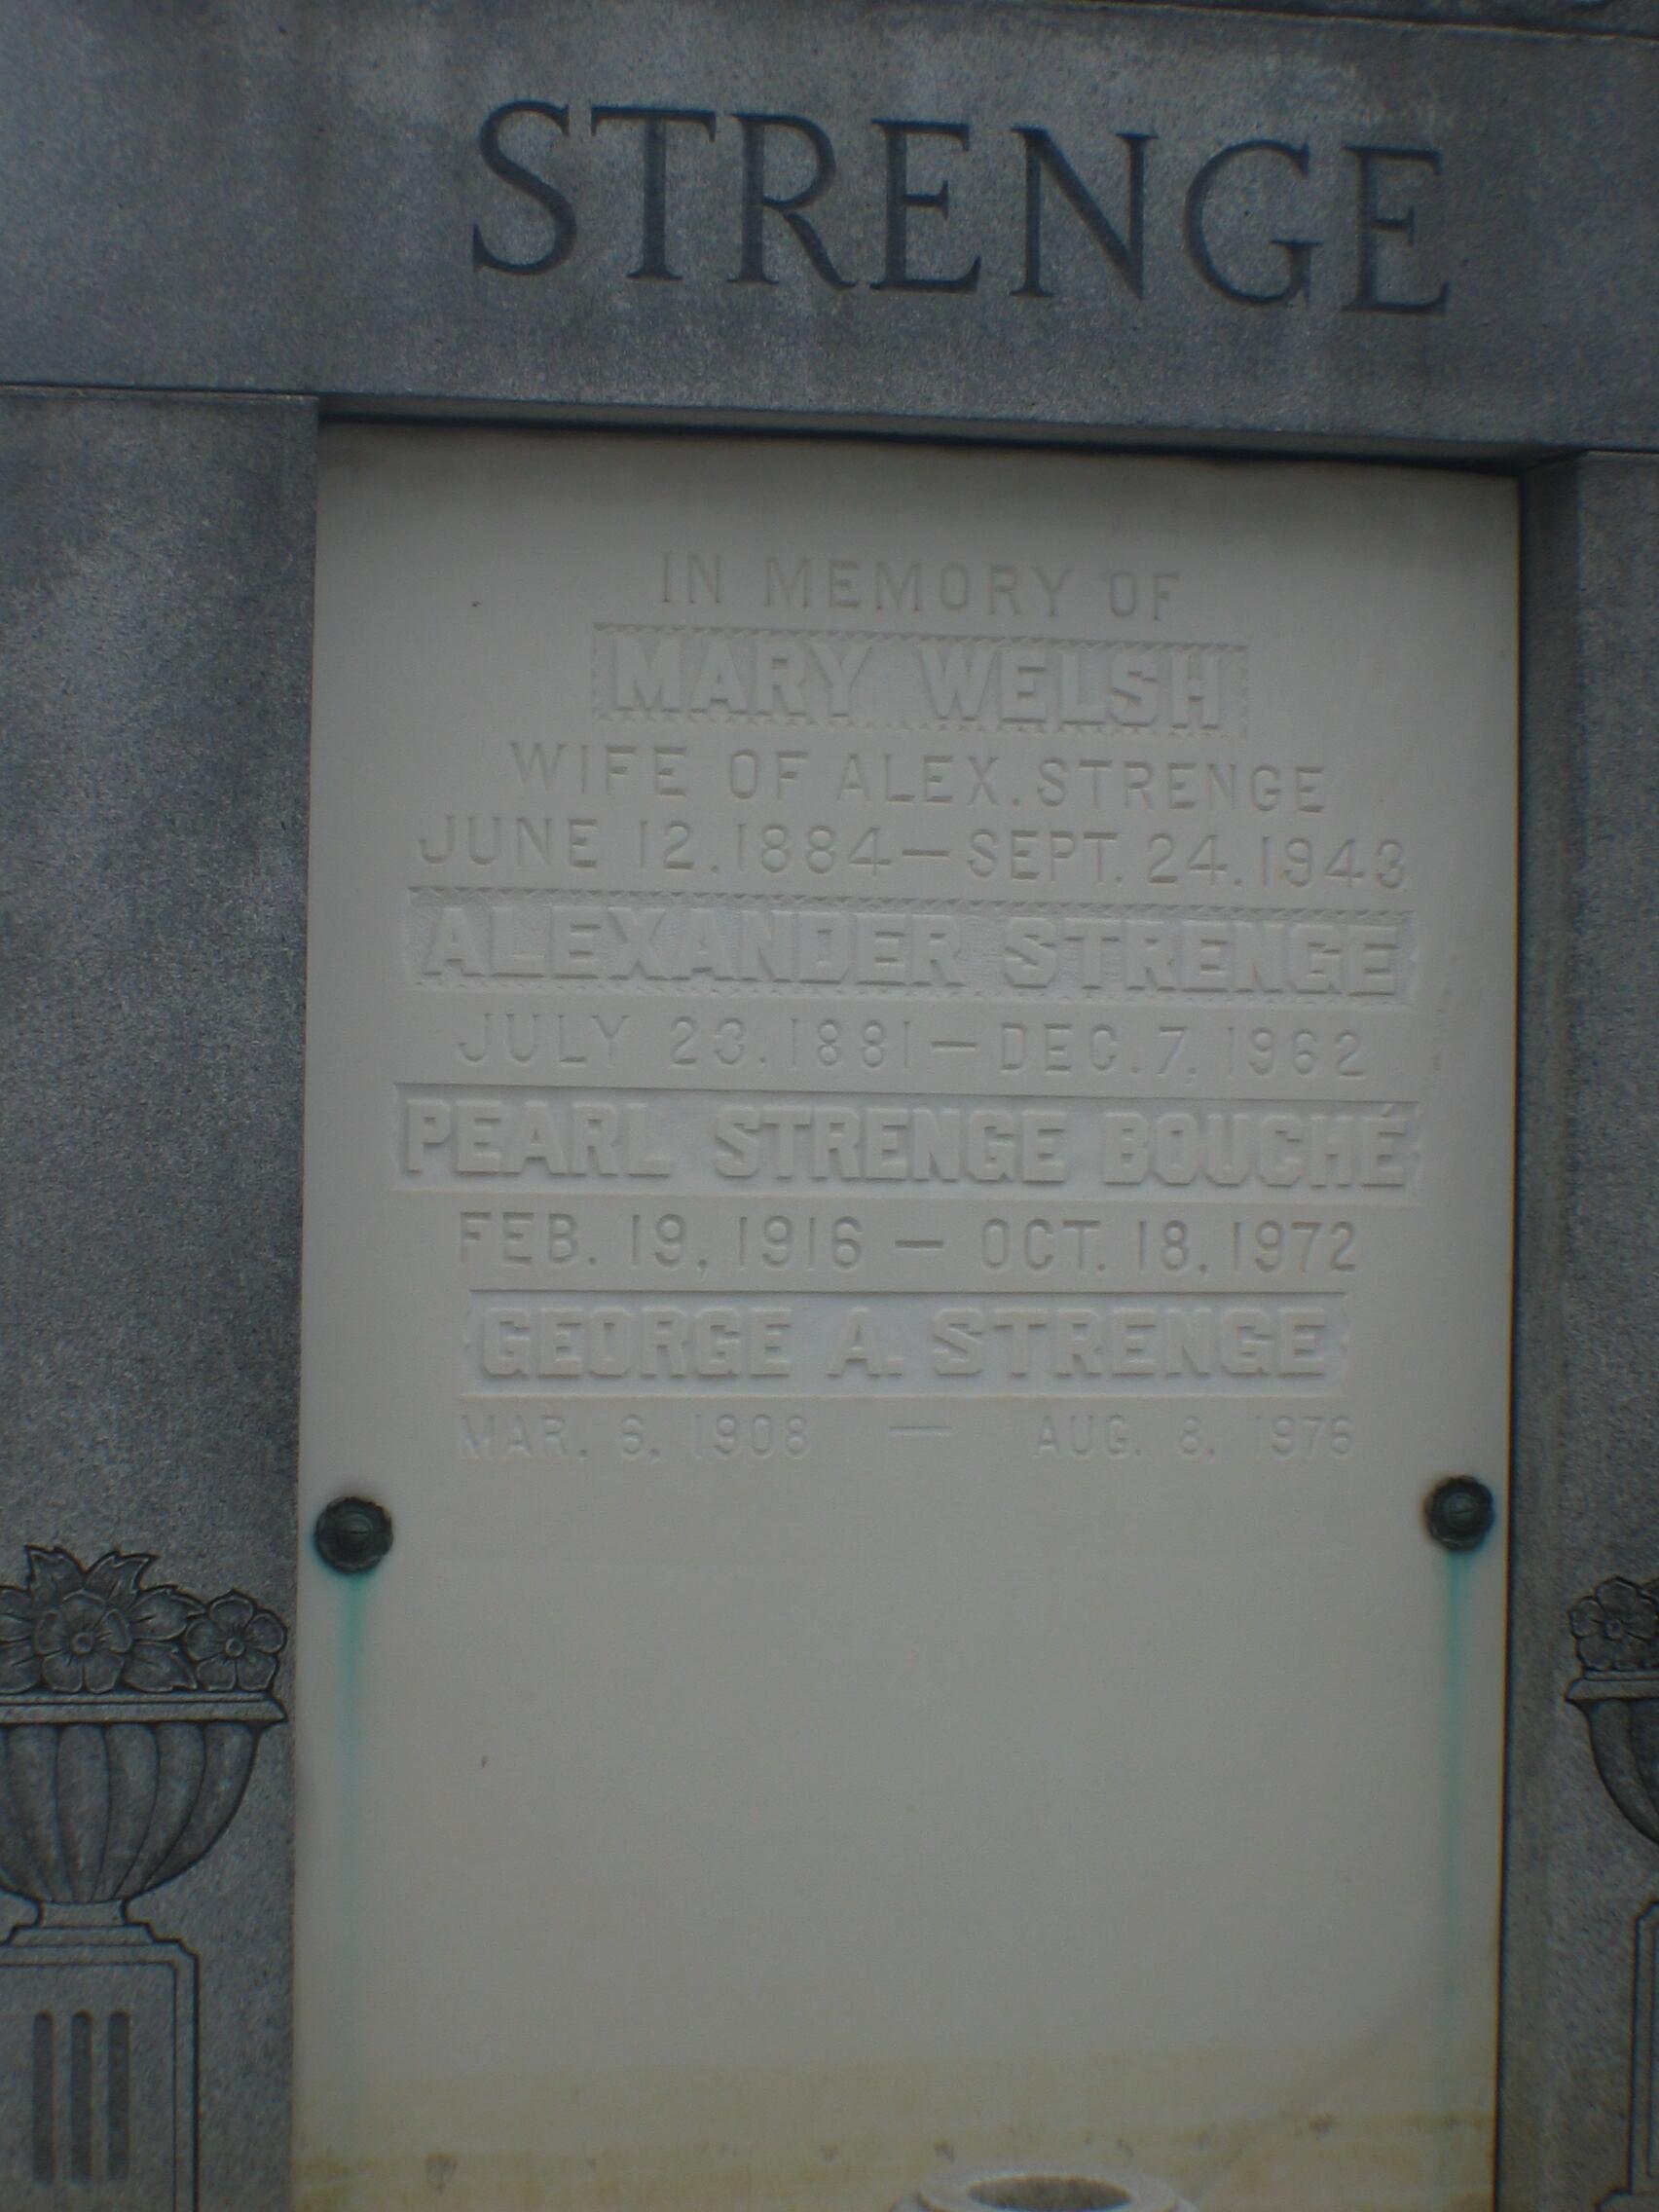 STRENGE
IN MEMORY OF
MARY WELSH
WIFE OF ALEX. STRENGE
JUNE 12. 1884 — SEPT. 24. 1943
ALEXANDER STRENGE
JULY 23. 1881 — DEC. 7, 1962
PEARL STRENGE BOUCHÉ
FEB. 19, 1916 — OCT. 18, 1972
GEORGE A. STRENGE
MAR. 6, 1908 — AUG. 8, 1976